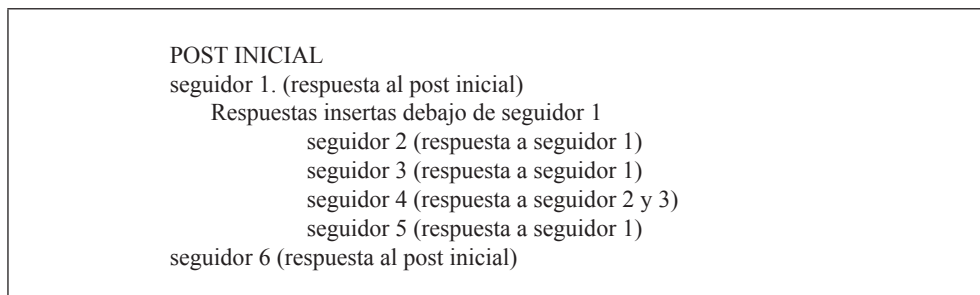 POST INICIAL
seguidor 1. (respuesta al post inicial)
Respuestas insertas debajo de seguidor 1
seguidor 2 (respuesta a seguidor 1)
seguidor 3 (respuesta a seguidor 1)
seguidor 4 (respuesta a seguidor 2 y 3)
seguidor 5 (respuesta a seguidor 1)
seguidor 6 (respuesta al post inicial)